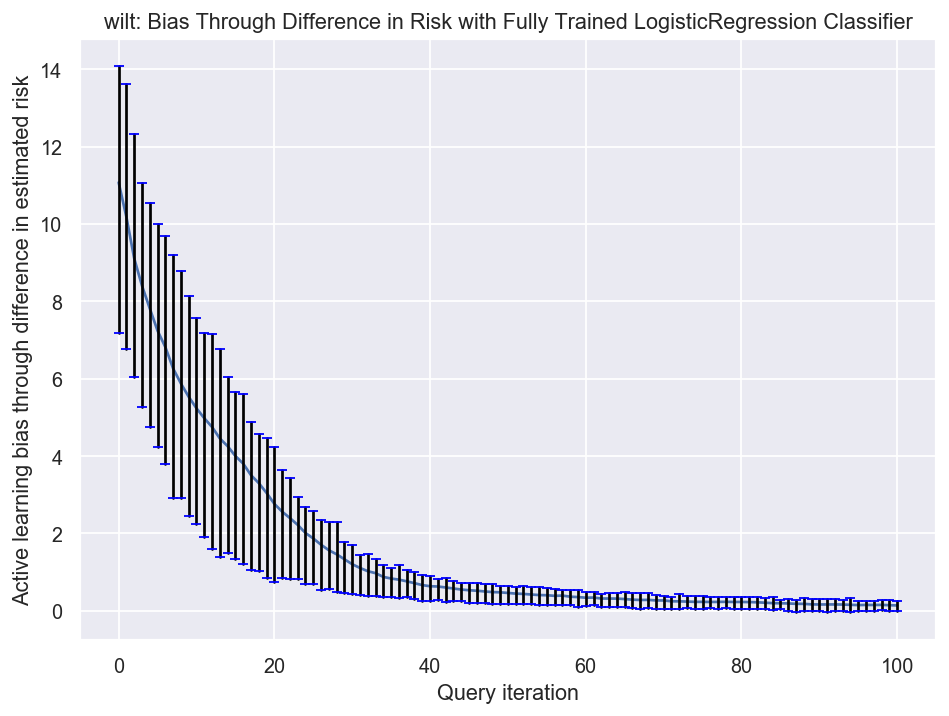 wilt: Bias Through Difference in Risk with Fully Trained LogisticRegression Classifier
Active learning bias through difference in estimated risk
14
12
10
8
6
4
2
0
0 20 40 60 80 100
Query iteration